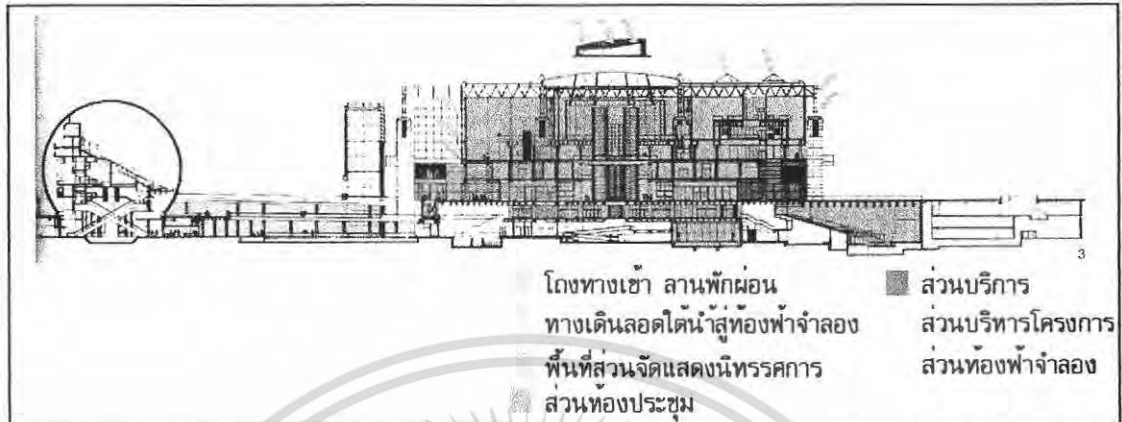 3
โถงทางเข้า ลานพักผ่อน
ทางเดินลอดใต้น้ำสู่ท้องฟ้าจำลอง
พื้นที่ส่วนจัดแสดงนิทรรศการ
ส่วนห้องประชุม
ส่วนบริการ
ส่วนบริหารโครงการ
ส่วนท้องฟ้าจำลอง